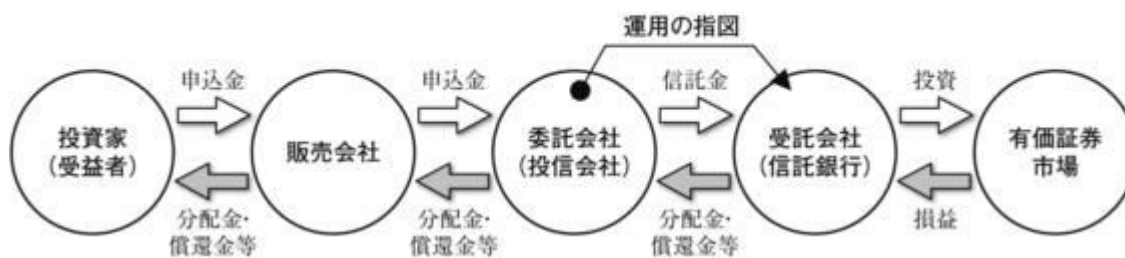 運用の指図
申込金
申込金
信託金
投資
投資家
(受益者)
販売会社
委託会社
(投信会社)
受託会社
(信託銀行)
有価証券
市場
分配金・
償還金等
分配金・
償還金等
分配金・
償還金等
損益